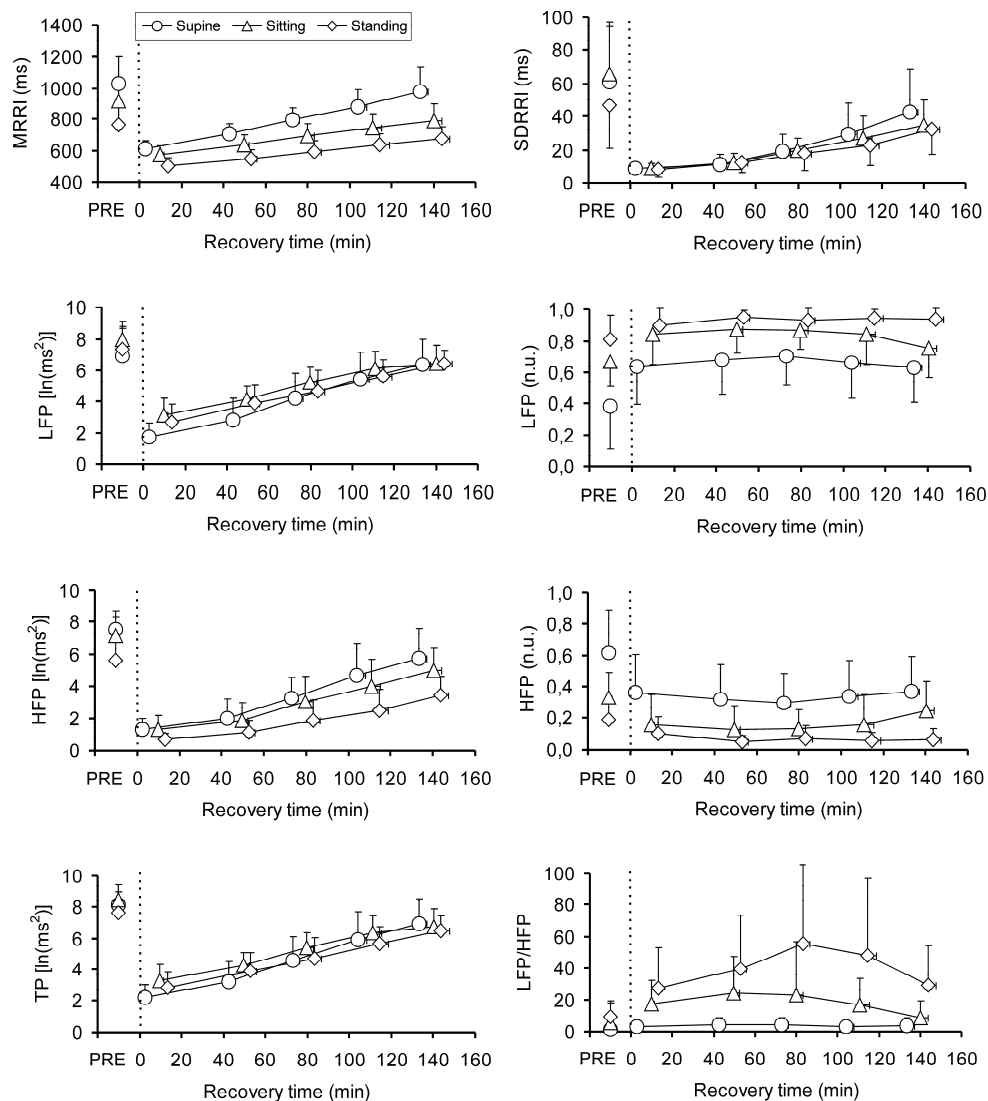 Supine Sitting Standing
MRRI (ms)
1400
1200
1000
800
600
400
PRE 0 20 40 60 80 100 120 140 160
Recovery time (min)
SDRRI (ms)
100
80
60
40
20
0
PRE 0 20 40 60 80 100 120 140 160
Recovery time (min)
LFP [ln(ms²)]
10
8
6
4
2
0
PRE 0 20 40 60 80 100 120 140 160
Recovery time (min)
LFP (n.u.)
1,0
0,8
0,6
0,4
0,2
0,0
PRE 0 20 40 60 80 100 120 140 160
Recovery time (min)
HFP [ln(ms²)]
10
8
6
4
2
0
PRE 0 20 40 60 80 100 120 140 160
Recovery time (min)
HFP (n.u.)
1,0
0,8
0,6
0,4
0,2
0,0
PRE 0 20 40 60 80 100 120 140 160
Recovery time (min)
TP [ln(ms²)]
10
8
6
4
2
0
PRE 0 20 40 60 80 100 120 140 160
Recovery time (min)
LFP/HFP
100
80
60
40
20
0
PRE 0 20 40 60 80 100 120 140 160
Recovery time (min)